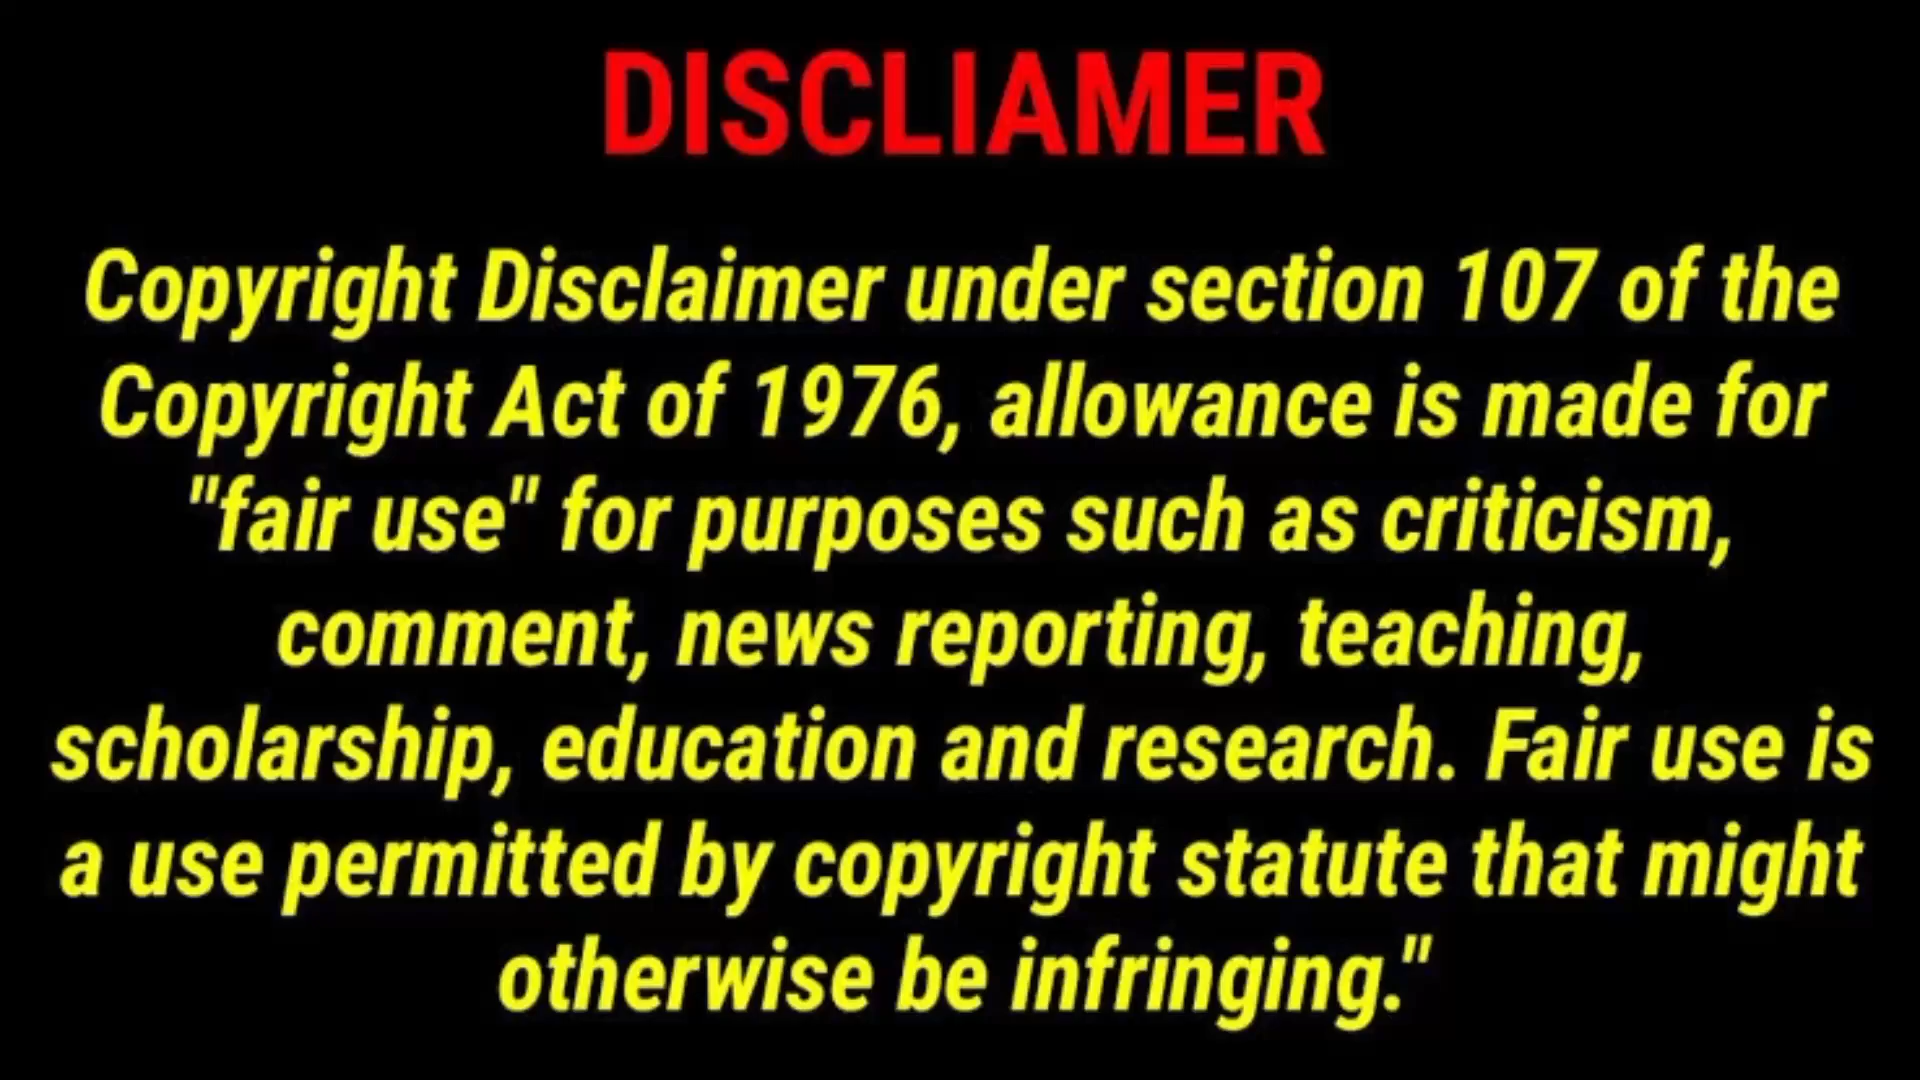 DISCLIAMER
Copyright Disclaimer under section 107 of the
Copyright Act of 1976, allowance is made for
"fair use" for purposes such as criticism,
comment, news reporting, teaching,
scholarship, education and research. Fair use is
a use permitted by copyright statute that might
otherwise be infringing."